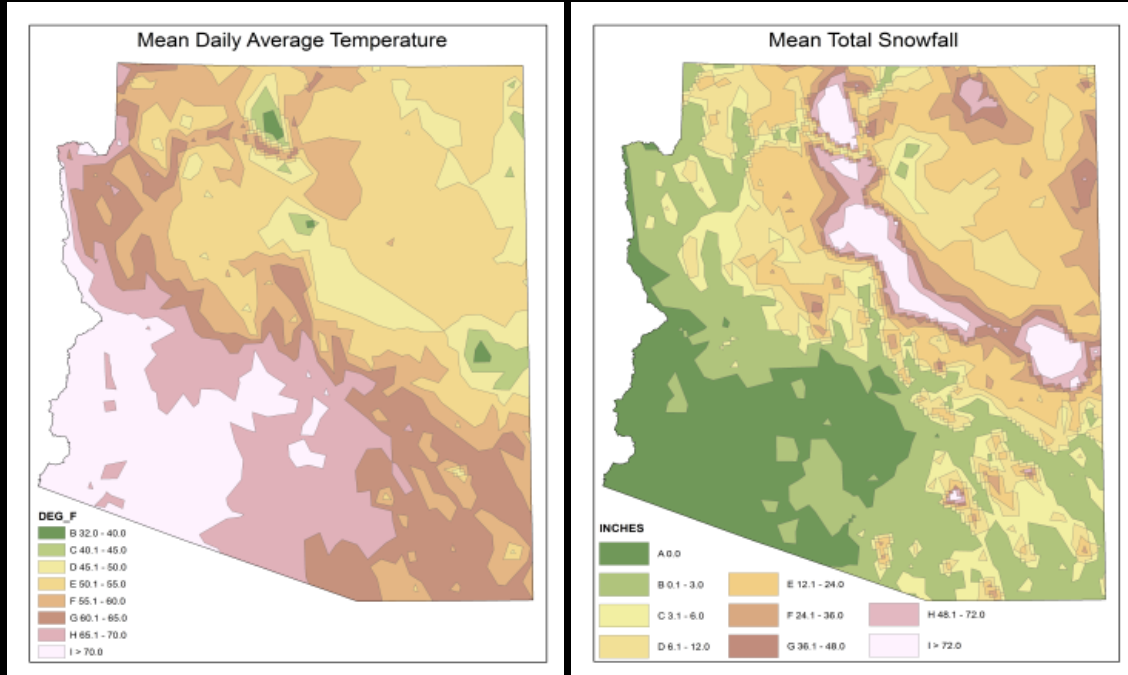 Mean Daily Average Temperature
DEG_F
B 32.0 - 40.0
C 40.1 - 45.0
D 45.1 - 50.0
E 50.1 - 55.0
F 55.1 - 60.0
G 60.1 - 65.0
H 65.1 - 70.0
I > 70.0
Mean Total Snowfall
INCHES
A 0.0
B 0.1 - 3.0
C 3.1 - 6.0
D 6.1 - 12.0
E 12.1 - 24.0
F 24.1 - 36.0
G 36.1 - 48.0
H 48.1 - 72.0
I > 72.0